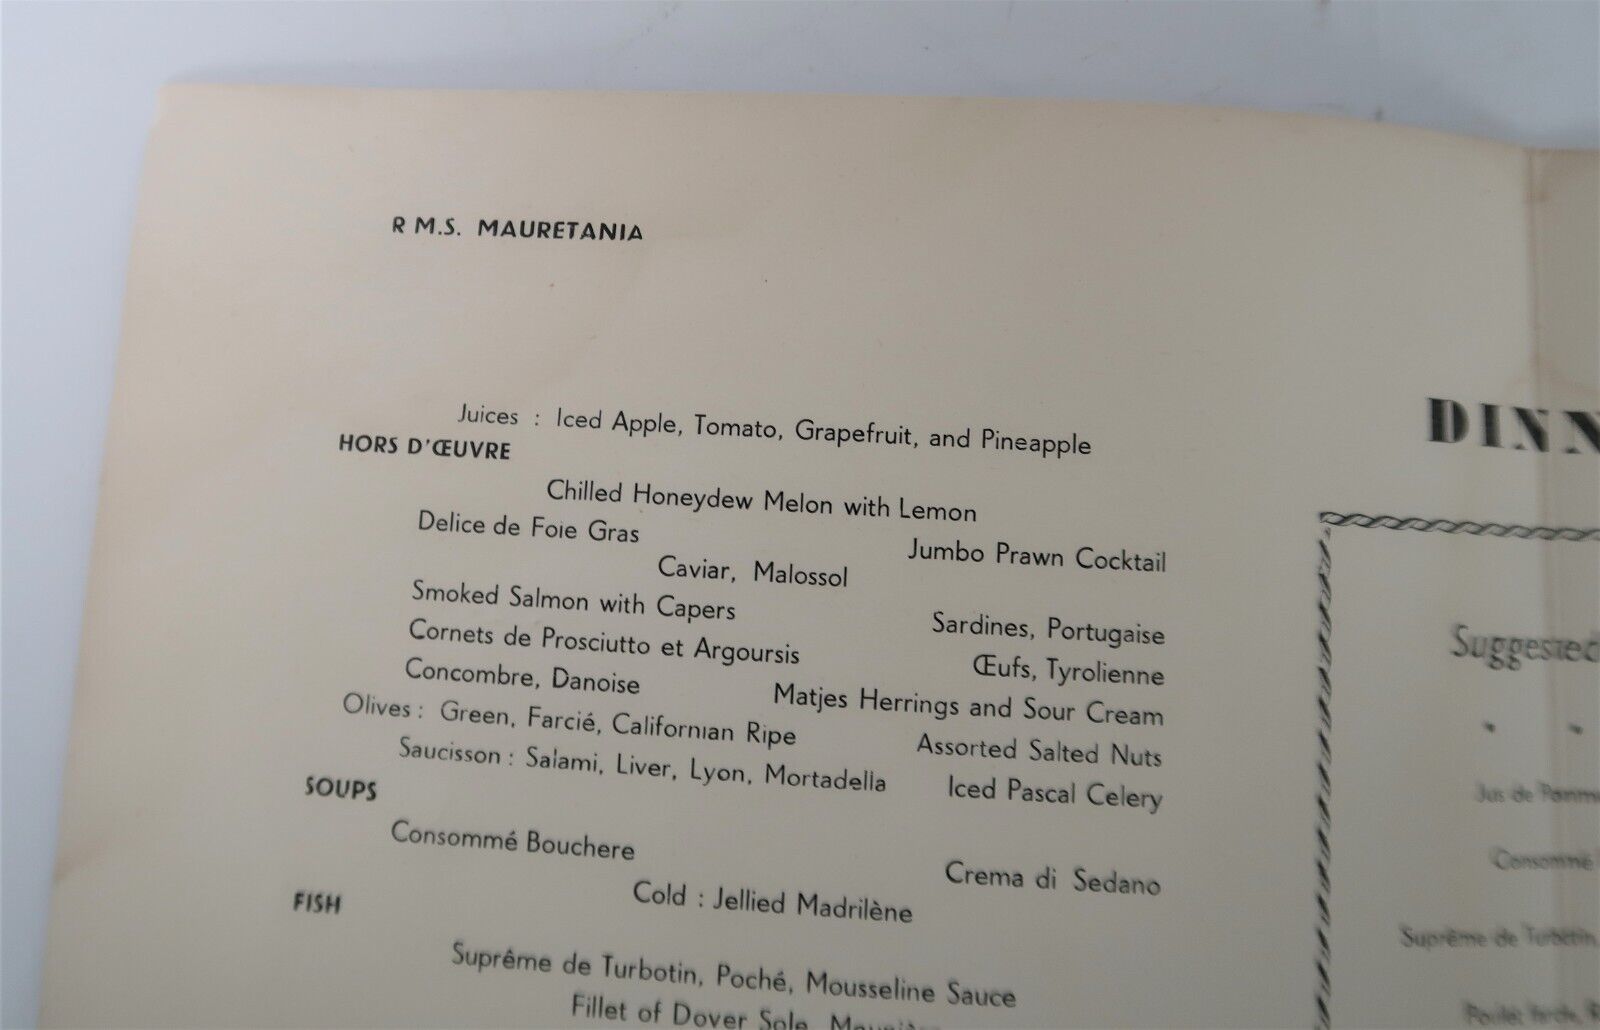 R M.S. MAURETANIA
Juices : Iced Apple, Tomato, Grapefruit, and Pineapple
HORS D'ŒUVRE
Chilled Honeydew Melon with Lemon
Delice de Foie Gras Jumbo Prawn Cocktail
Caviar, Malossol
Smoked Salmon with Capers Sardines, Portugaise
Cornets de Prosciutto et Argoursis Œufs, Tyrolienne
Concombre, Danoise Matjes Herrings and Sour Cream
Olives : Green, Farcié, Californian Ripe Assorted Salted Nuts
Saucisson : Salami, Liver, Lyon, Mortadella Iced Pascal Celery
SOUPS
Consommé Bouchere Crema di Sedano
Cold : Jellied Madrilène
FISH
Suprême de Turbotin, Poché, Mousseline Sauce
Fillet of Dover Sole, Meunière
DINN
Suggested
Jus de
Consommé
Suprême de Turbotin,